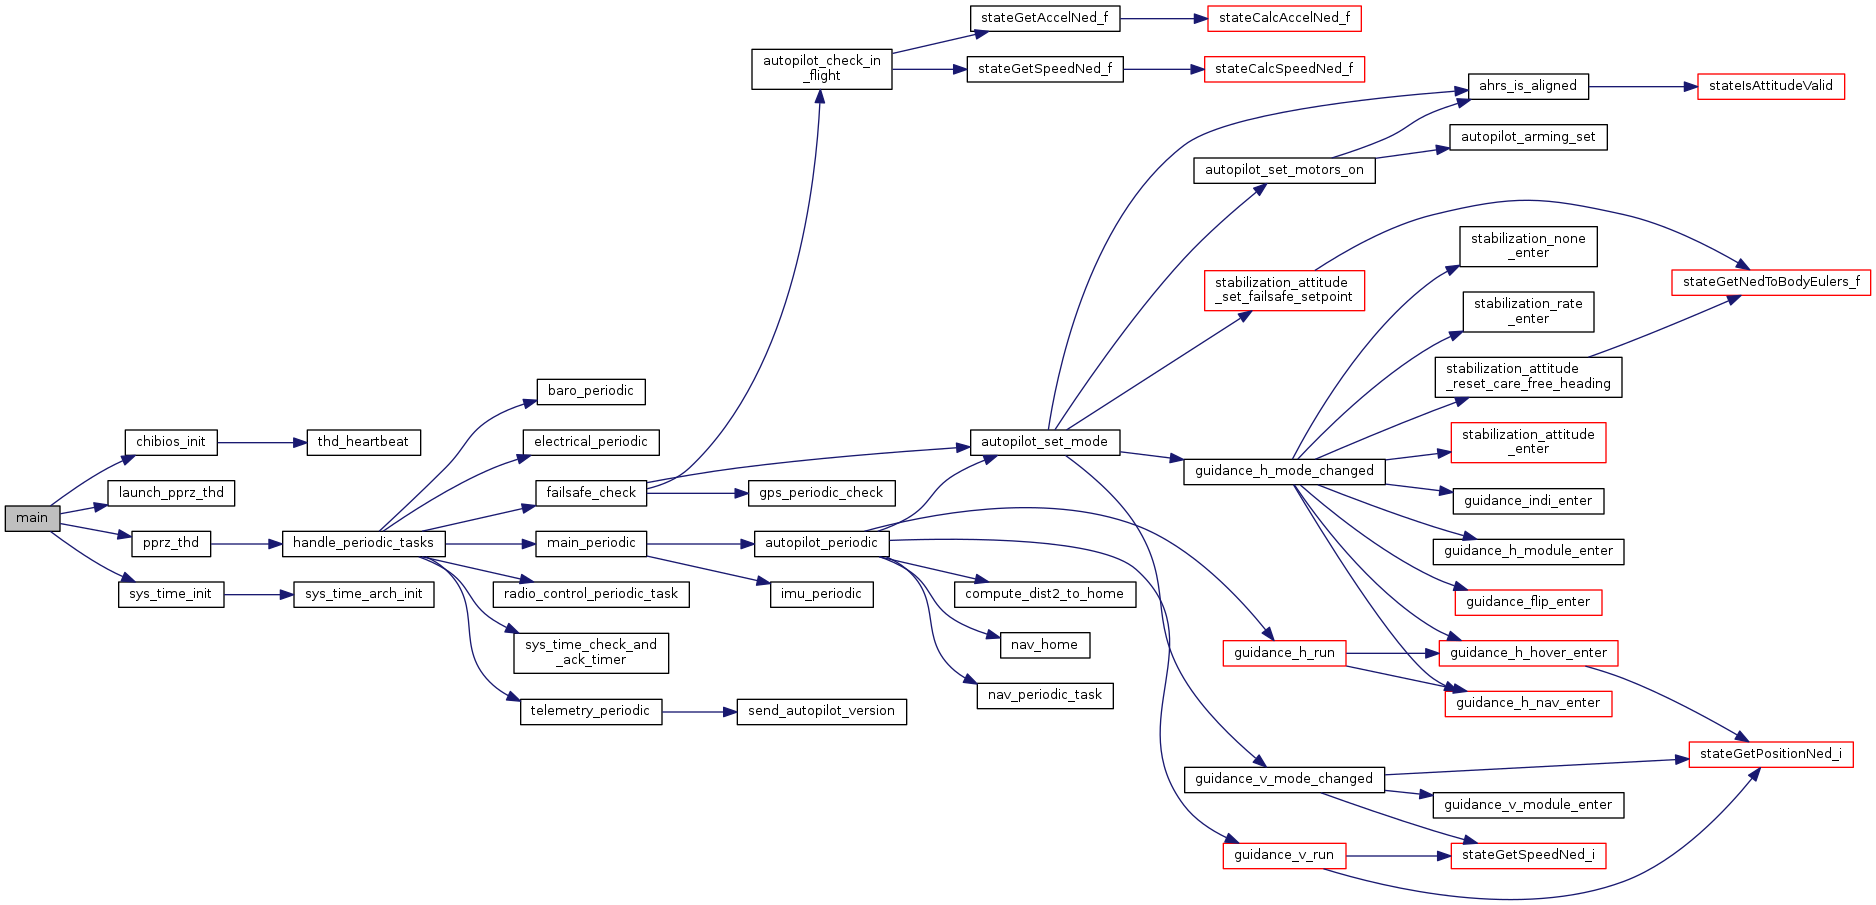 main
chibios_init
launch_pprz_thd
pprz_thd
sys_time_init
thd_heartbeat
handle_periodic_tasks
sys_time_arch_init
baro_periodic
electrical_periodic
failsafe_check
main_periodic
radio_control_periodic_task
sys_time_check_and
_ack_timer
telemetry_periodic
autopilot_check_in
_flight
gps_periodic_check
autopilot_periodic
imu_periodic
send_autopilot_version
stateGetAccelNed_f
stateGetSpeedNed_f
autopilot_set_mode
compute_dist2_to_home
nav_home
nav_periodic_task
stateCalcAccelNed_f
stateCalcSpeedNed_f
autopilot_set_motors_on
stabilization_attitude
_set_failsafe_setpoint
guidance_h_mode_changed
guidance_h_run
guidance_v_mode_changed
guidance_v_run
ahrs_is_aligned
autopilot_arming_set
stabilization_none
_enter
stabilization_rate
_enter
stabilization_attitude
_reset_care_free_heading
stabilization_attitude
_enter
guidance_indi_enter
guidance_h_module_enter
guidance_flip_enter
guidance_h_hover_enter
guidance_h_nav_enter
guidance_v_module_enter
stateGetSpeedNed_i
stateIsAttitudeValid
stateGetNedToBodyEulers_f
stateGetPositionNed_i